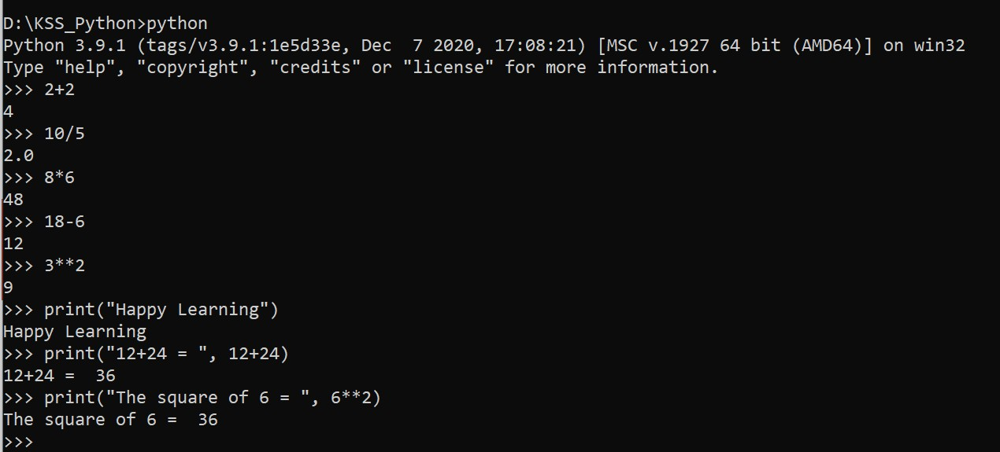 D:\KSS_Python>python
Python 3.9.1 (tags/v3.9.1:1e5d33e, Dec  7 2020, 17:08:21) [MSC v.1927 64 bit (AMD64)] on win32
Type "help", "copyright", "credits" or "license" for more information.
>>> 2+2
4
>>> 10/5
2.0
>>> 8*6
48
>>> 18-6
12
>>> 3**2
9
>>> print("Happy Learning")
Happy Learning
>>> print("12+24 = ", 12+24)
12+24 =  36
>>> print("The square of 6 = ", 6**2)
The square of 6 =  36
>>>